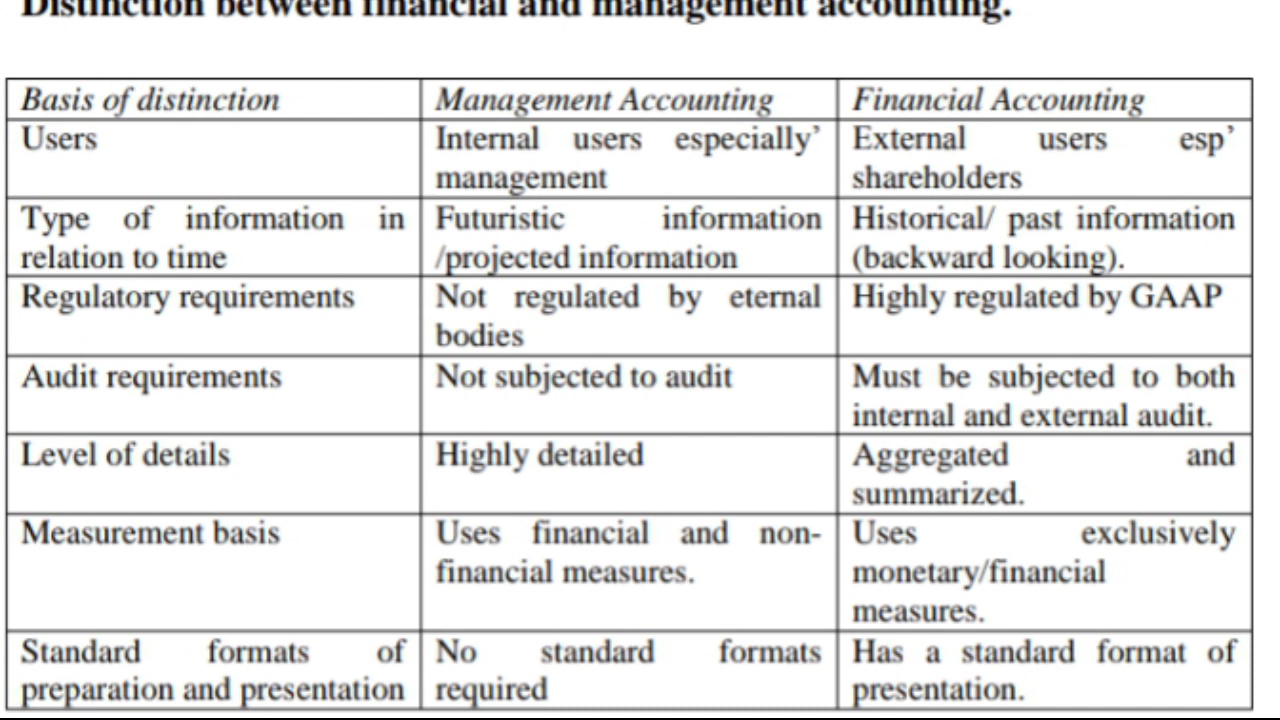 Distinction between financial and management accounting.
Basis of distinction
Management Accounting
Financial Accounting
Users
Internal users especially’
management
External users esp’
shareholders
Type of information in
relation to time
Futuristic information
/projected information
Historical/ past information
(backward looking).
Regulatory requirements
Not regulated by eternal
bodies
Highly regulated by GAAP
Audit requirements
Not subjected to audit
Must be subjected to both
internal and external audit.
Level of details
Highly detailed
Aggregated and
summarized.
Measurement basis
Uses financial and non-
financial measures.
Uses exclusively
monetary/financial
measures.
Standard formats of
preparation and presentation
No standard formats
required
Has a standard format of
presentation.